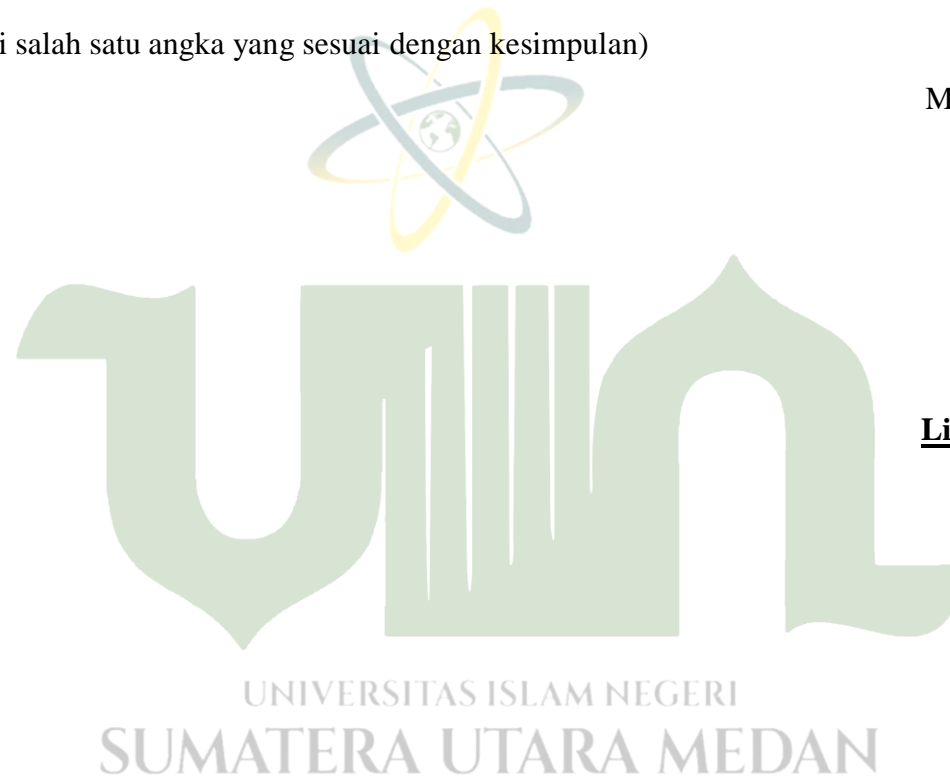 i salah satu angka yang sesuai dengan kesimpulan)
M
Li
UNIVERSITAS ISLAM NEGERI
SUMATERA UTARA MEDAN